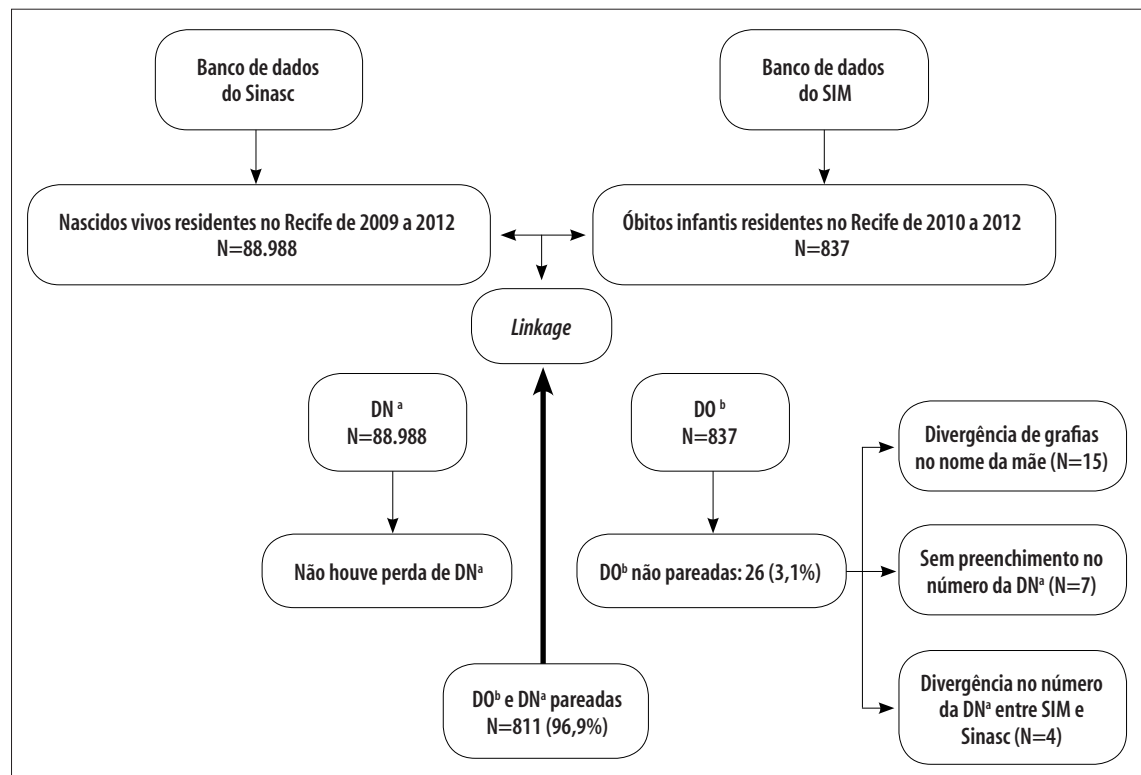 Banco de dados
do Sinasc
Banco de dados
do SIM
Nascidos vivos residentes no Recife de 2009 a 2012
N=88.988
Óbitos infantis residentes no Recife de 2010 a 2012
N=837
Linkage
DN ᵃ
N=88.988
DO ᵇ
N=837
Não houve perda de DNᵃ
DOᵇ não pareadas: 26 (3,1%)
Divergência de grafias
no nome da mãe (N=15)
Sem preenchimento no
número da DNᵃ (N=7)
Divergência no número
da DNᵃ entre SIM e
Sinasc (N=4)
DOᵇ e DNᵃ pareadas
N=811 (96,9%)